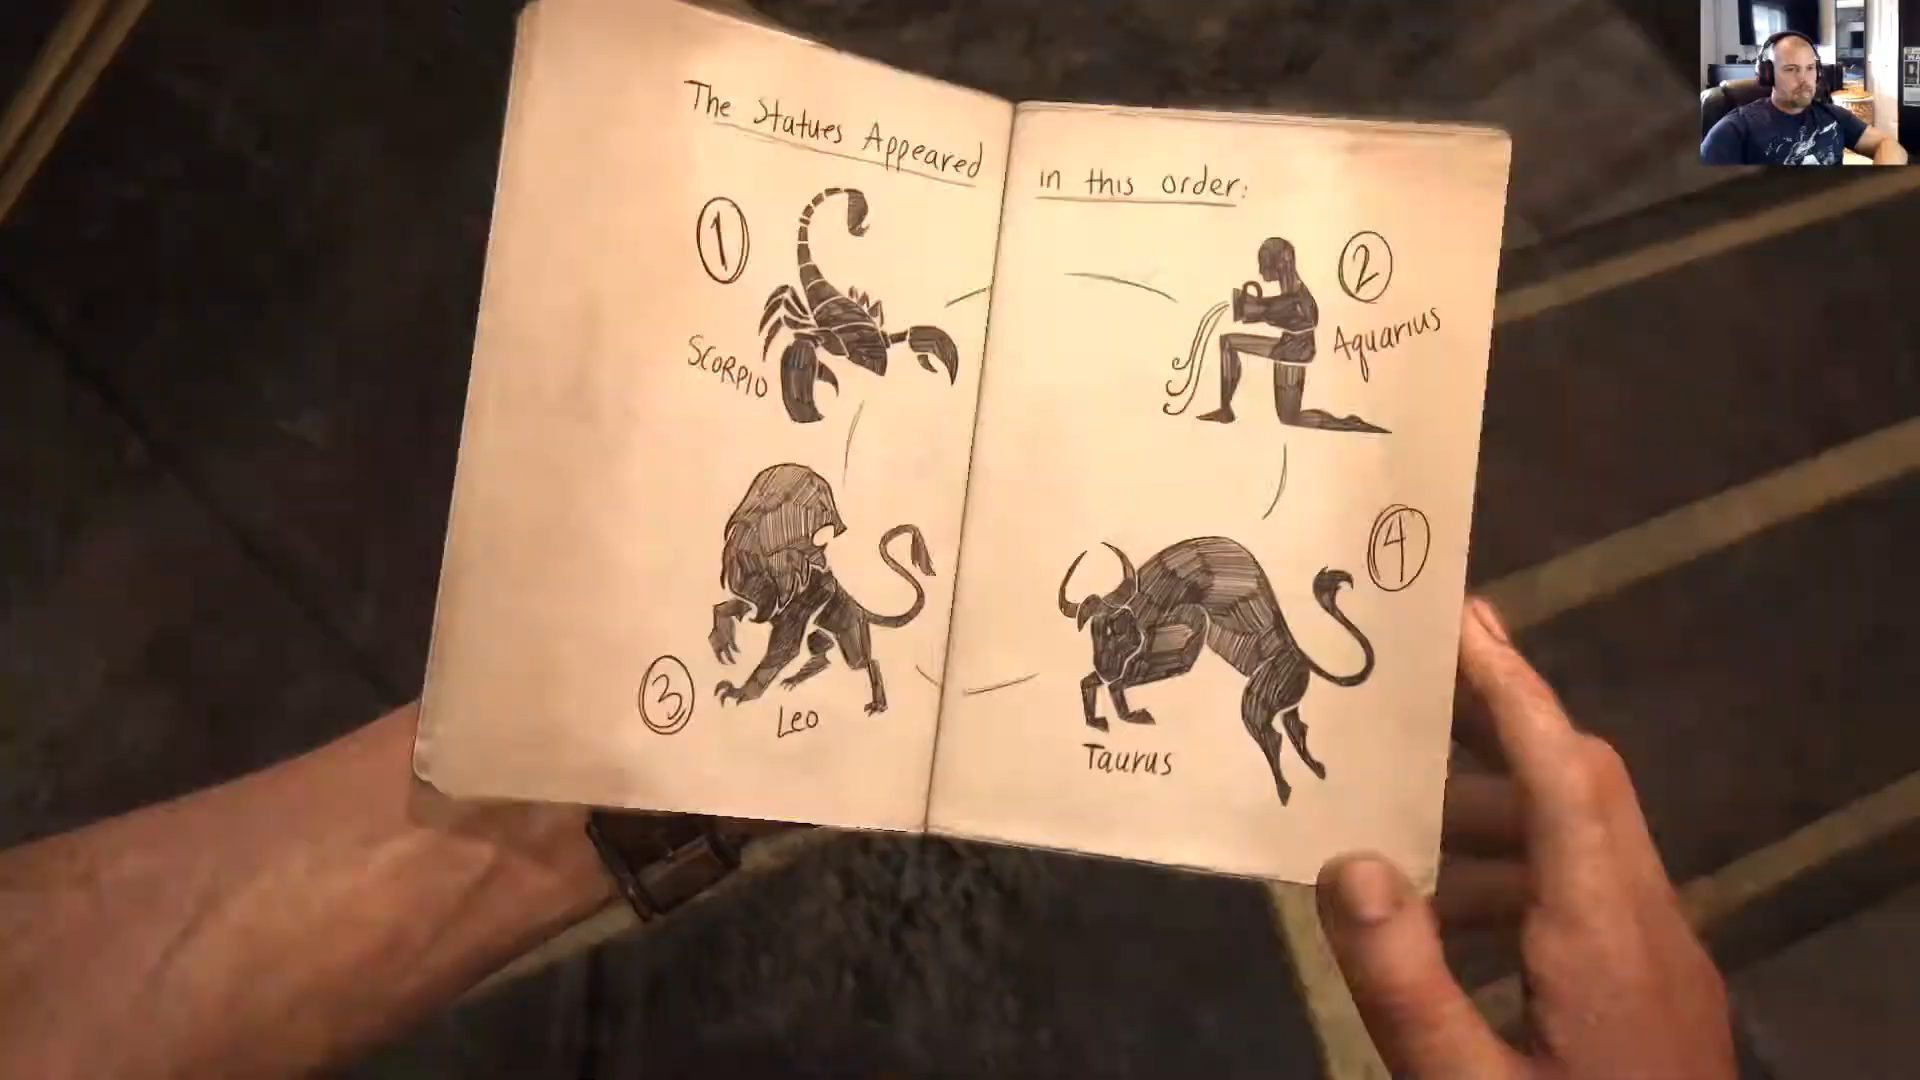 The Statues Appeared
in this order:
1
SCORPIO
2
Aquarius
3
Leo
4
Taurus